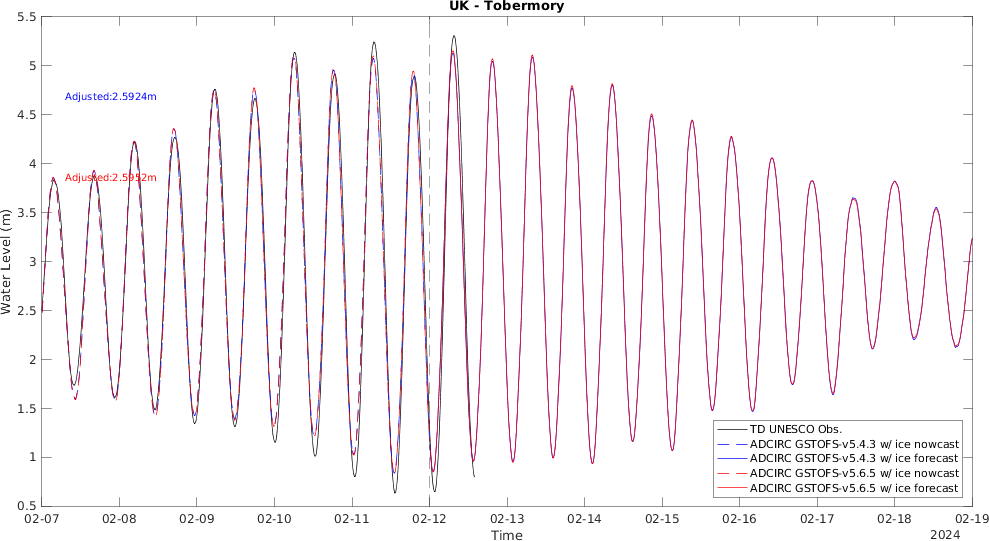 UK - Tobermory
5.5
5
4.5
4
3.5
3
2.5
2
1.5
1
0.5
Water Level (m)
Adjusted:2.5924m
Adjusted:2.5952m
TD UNESCO Obs.
ADCIRC GSTOFS-v5.4.3 w/ ice nowcast
ADCIRC GSTOFS-v5.4.3 w/ ice forecast
ADCIRC GSTOFS-v5.6.5 w/ ice nowcast
ADCIRC GSTOFS-v5.6.5 w/ ice forecast
02-07 02-08 02-09 02-10 02-11 02-12 02-13 02-14 02-15 02-16 02-17 02-18 02-19
Time
2024